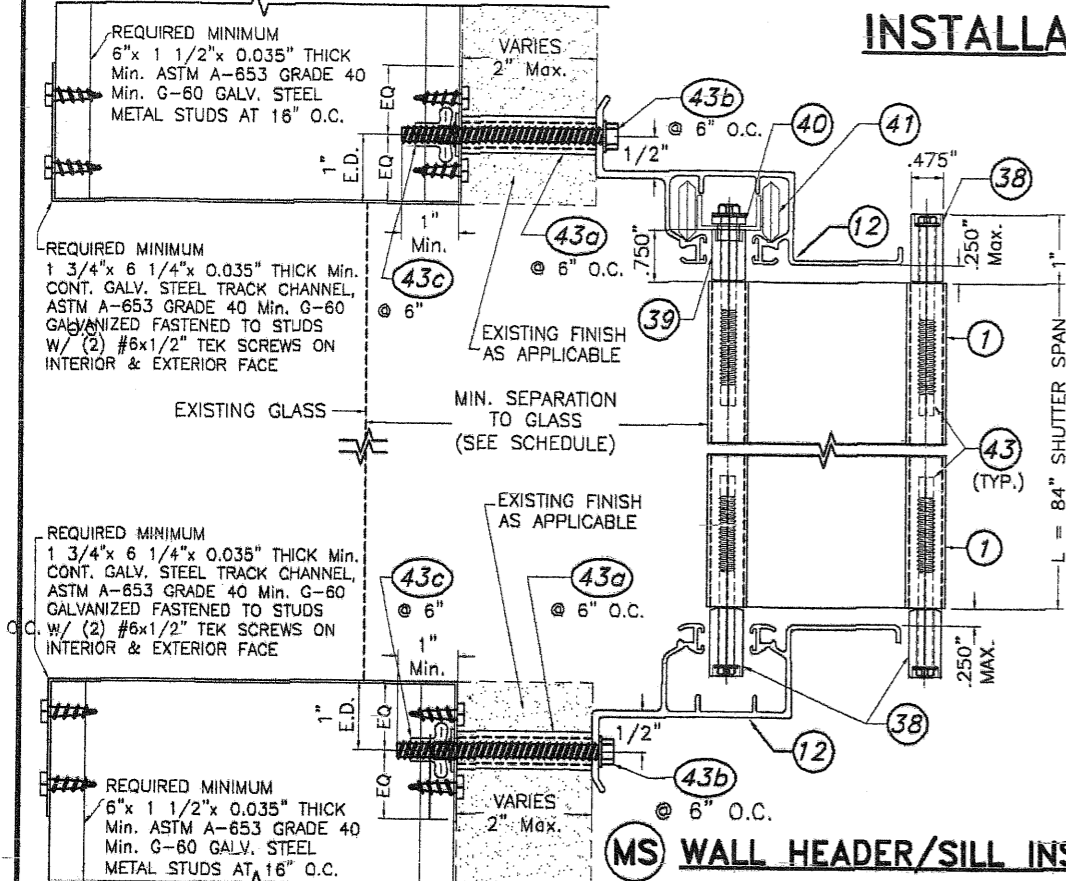 INSTALLA
REQUIRED MINIMUM
6"x 1 1/2"x 0.035" THICK
Min. ASTM A-653 GRADE 40
Min. G-60 GALV. STEEL
METAL STUDS AT 16" O.C.
VARIES
2" Max.
EQ
EQ
1"
E.D.
43b
@ 6" O.C.
1/2"
40
41
.475"
38
12
.250"
Max.
1"
1"
Min.
43a
@ 6" O.C.
43c
@ 6"
.750"
39
REQUIRED MINIMUM
1 3/4"x 6 1/4"x 0.035" THICK Min.
CONT. GALV. STEEL TRACK CHANNEL,
ASTM A-653 GRADE 40 Min. G-60
GALVANIZED FASTENED TO STUDS
O.C.
W/ (2) #6x1/2" TEK SCREWS ON
INTERIOR & EXTERIOR FACE
EXISTING FINISH
AS APPLICABLE
1
EXISTING GLASS
MIN. SEPARATION
TO GLASS
(SEE SCHEDULE)
43
(TYP.)
L = 84" SHUTTER SPAN
EXISTING FINISH
AS APPLICABLE
REQUIRED MINIMUM
1 3/4"x 6 1/4"x 0.035" THICK Min.
CONT. GALV. STEEL TRACK CHANNEL,
ASTM A-653 GRADE 40 Min. G-60
GALVANIZED FASTENED TO STUDS
O.C.
W/ (2) #6x1/2" TEK SCREWS ON
INTERIOR & EXTERIOR FACE
43c
@ 6"
43a
@ 6" O.C.
1
1"
Min.
.250"
MAX.
1"
E.D.
EQ
EQ
1/2"
38
12
43b
@ 6" O.C.
VARIES
2" Max.
REQUIRED MINIMUM
6"x 1 1/2"x 0.035" THICK
Min. ASTM A-653 GRADE 40
Min. G-60 GALV. STEEL
METAL STUDS AT 16" O.C.
MS WALL HEADER/SILL INS